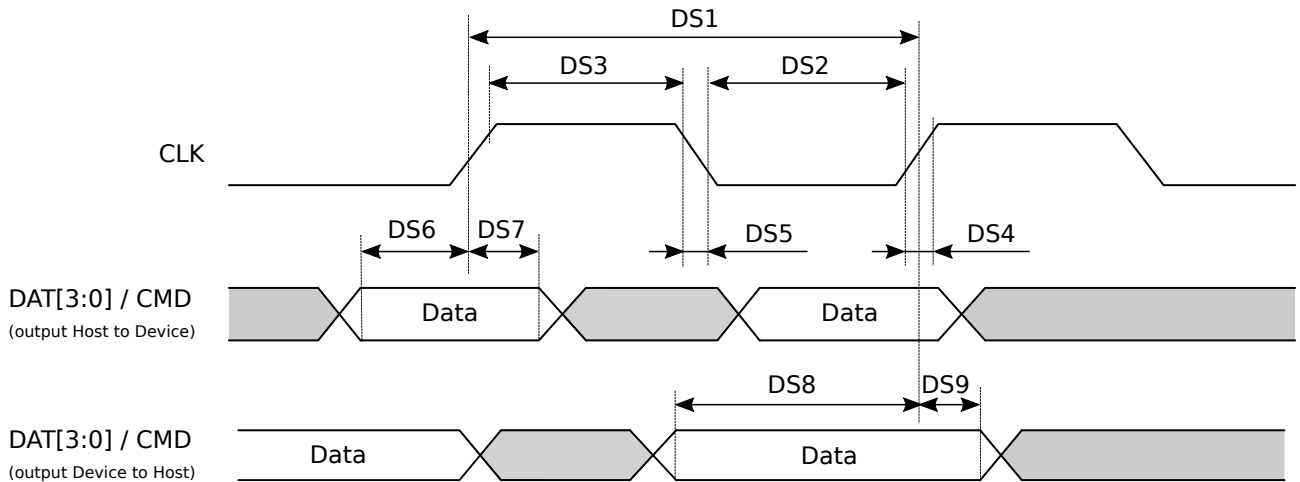 DS1
DS3
DS2
CLK
DS6
DS7
DS5
DS4
DAT[3:0] / CMD
(output Host to Device)
Data
Data
DS8
DS9
DAT[3:0] / CMD
(output Device to Host)
Data
Data